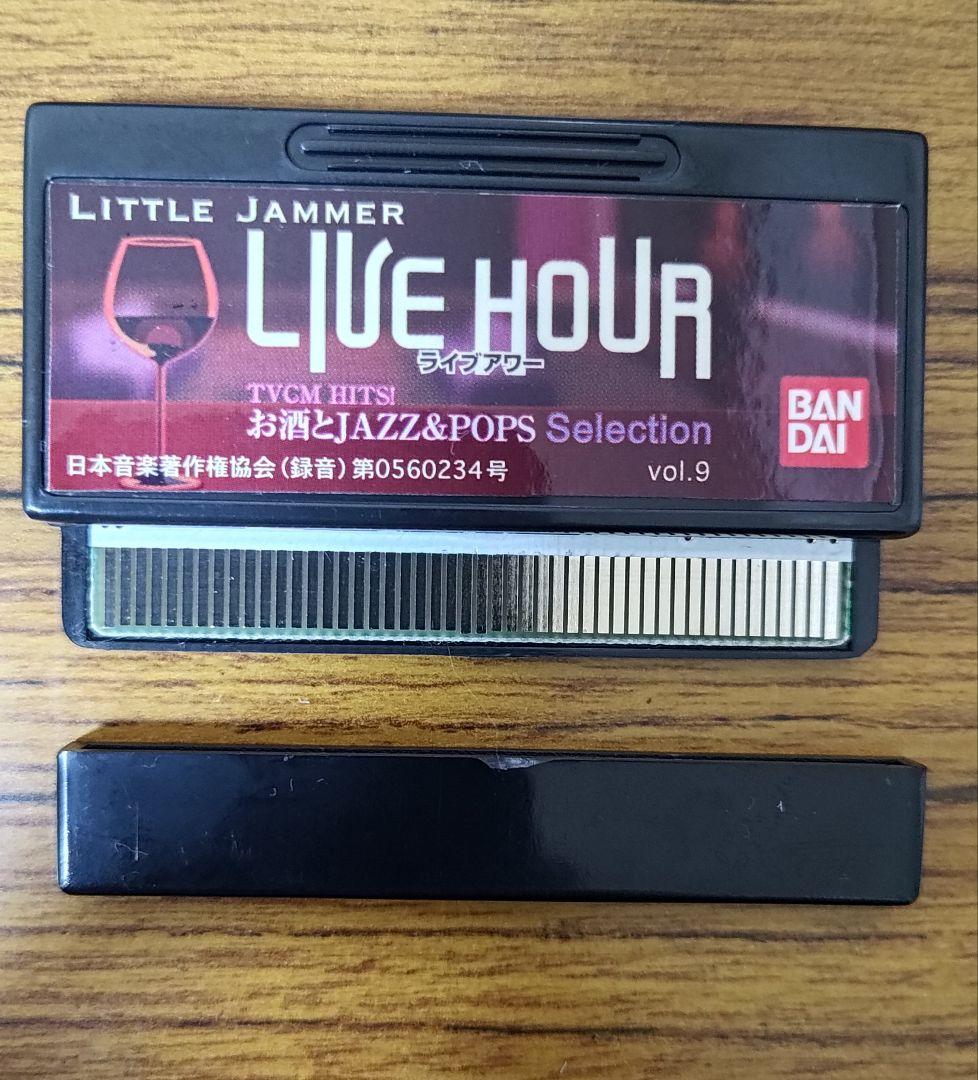 LITTLE JAMMER
LIVE HOUR
ライブアワー
TVCM HITS!
お酒とJAZZ&POPS Selection
日本音楽著作権協会(録音)第0560234号
vol.9
BAN
DAI